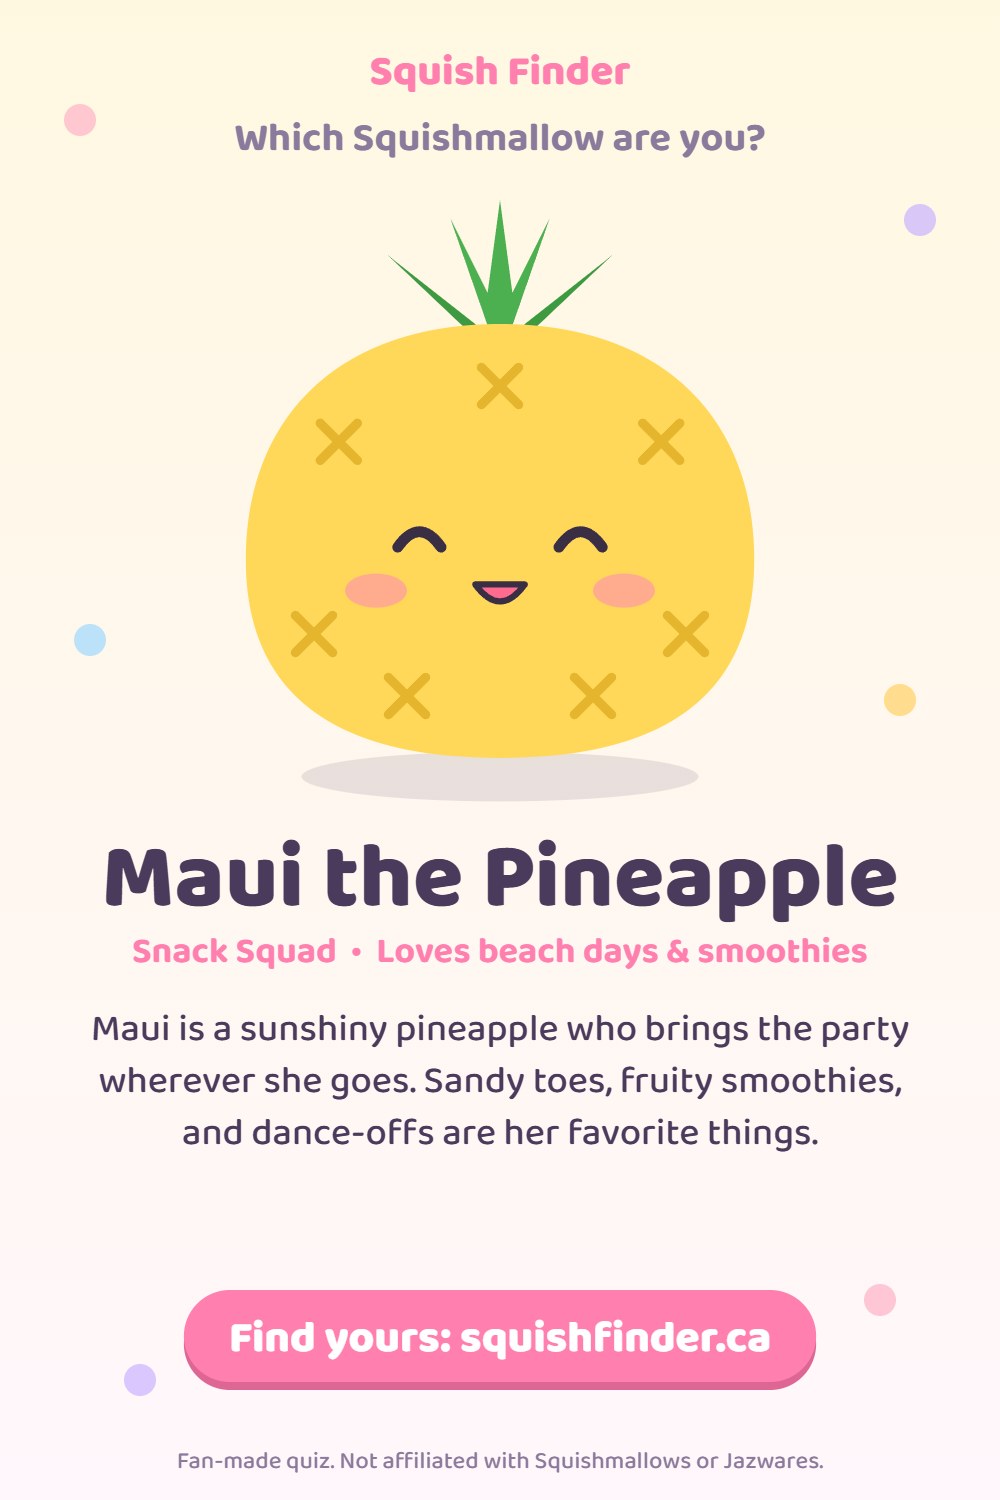 Squish Finder
Which Squishmallow are you?
Maui the Pineapple
Snack Squad • Loves beach days & smoothies
Maui is a sunshiny pineapple who brings the party
wherever she goes. Sandy toes, fruity smoothies,
and dance-offs are her favorite things.
Find yours: squishfinder.ca
Fan-made quiz. Not affiliated with Squishmallows or Jazwares.